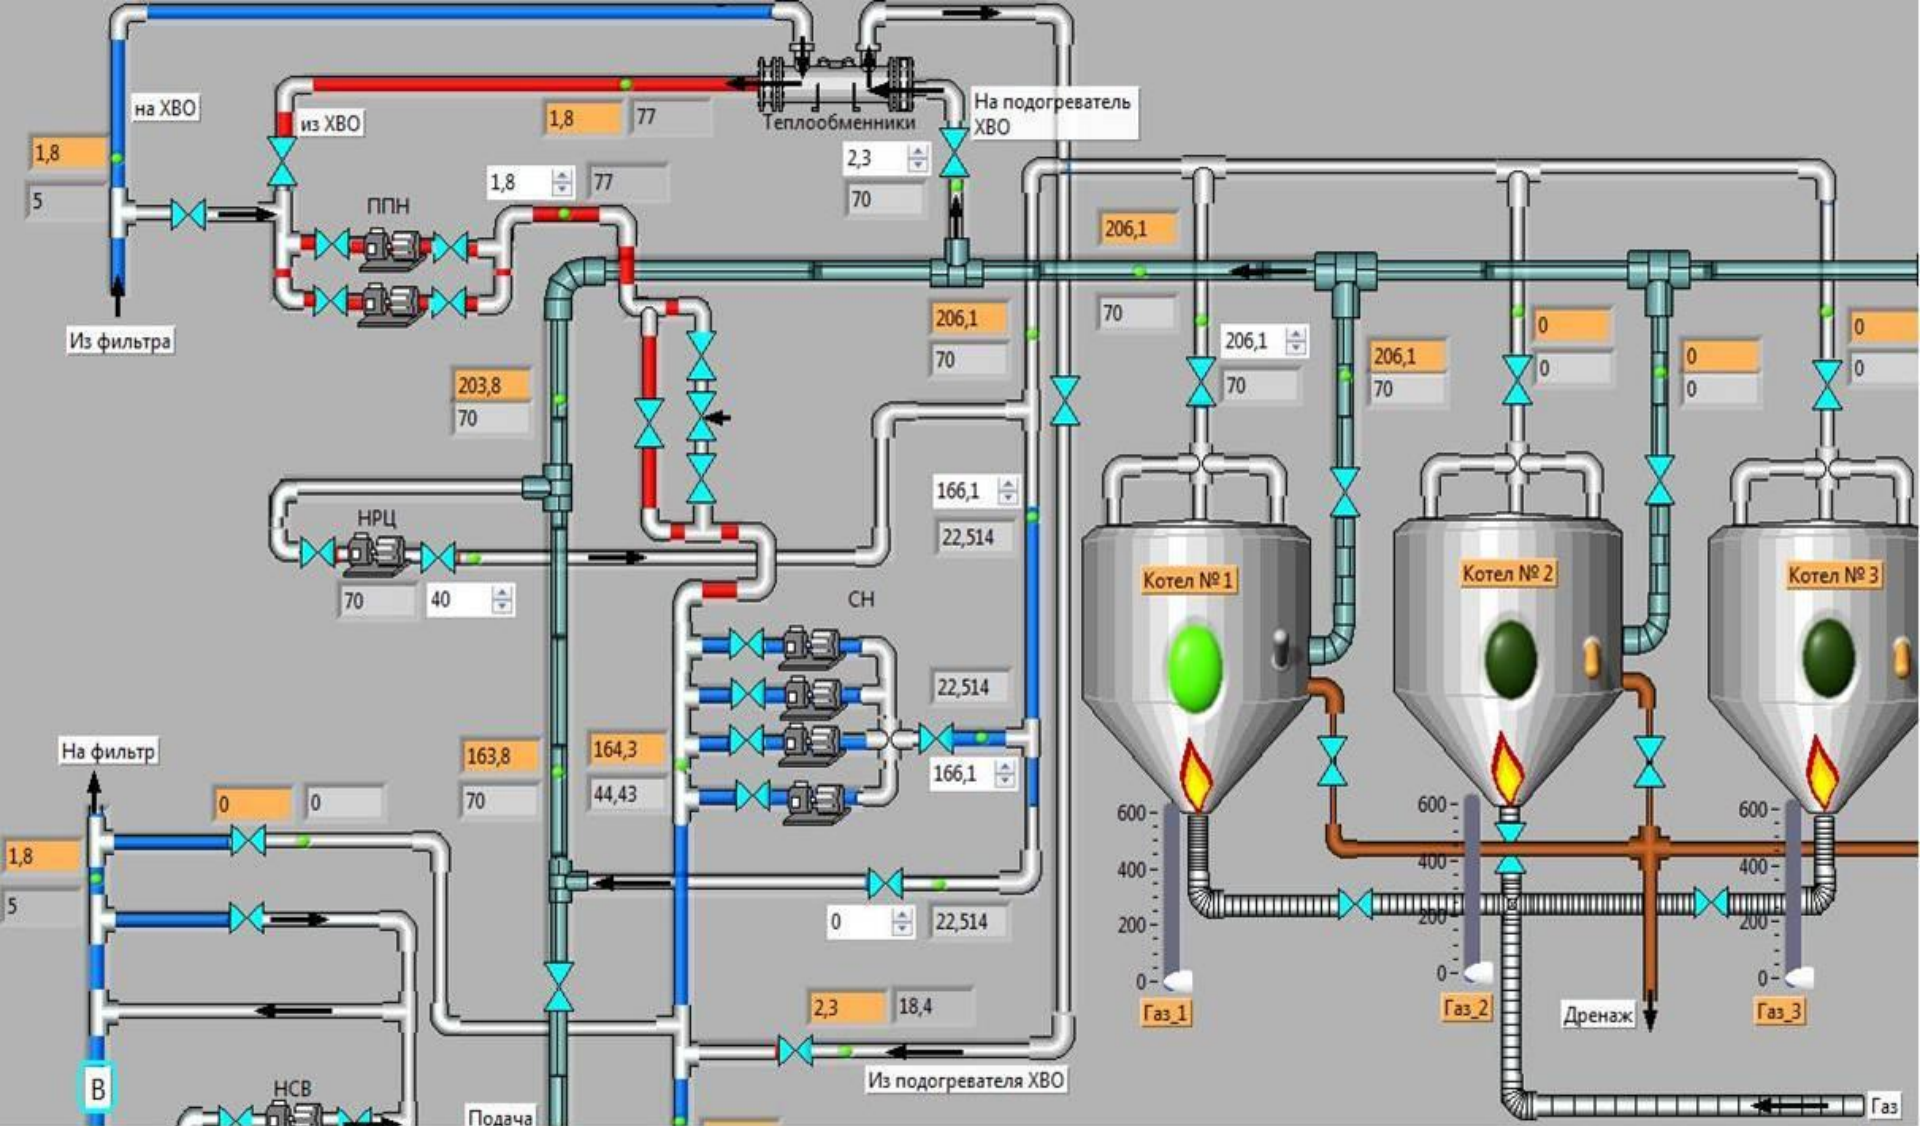 на ХВО
из ХВО
1,8
5
1,8
77
Теплообменники
На подогреватель
ХВО
2,3
70
1,8
77
ППН
Из фильтра
206,1
70
206,1
70
206,1
70
206,1
70
0
0
0
0
0
0
203,8
70
166,1
22,514
НРЦ
70
40
СН
Котел № 1
Котел № 2
Котел № 3
22,514
166,1
163,8
70
164,3
44,43
На фильтр
0
0
1,8
5
0
22,514
2,3
18,4
Из подогревателя ХВО
600
400
200
0
Газ_1
600
400
200
0
Газ_2
600
400
200
0
Газ_3
Дренаж
Газ
В
НСВ
Подача